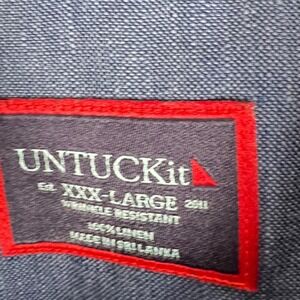 UNTUCKit
Est. XXX-LARGE 2011
WRINKLE RESISTANT
100% LINEN
MADE IN SRI LANKA